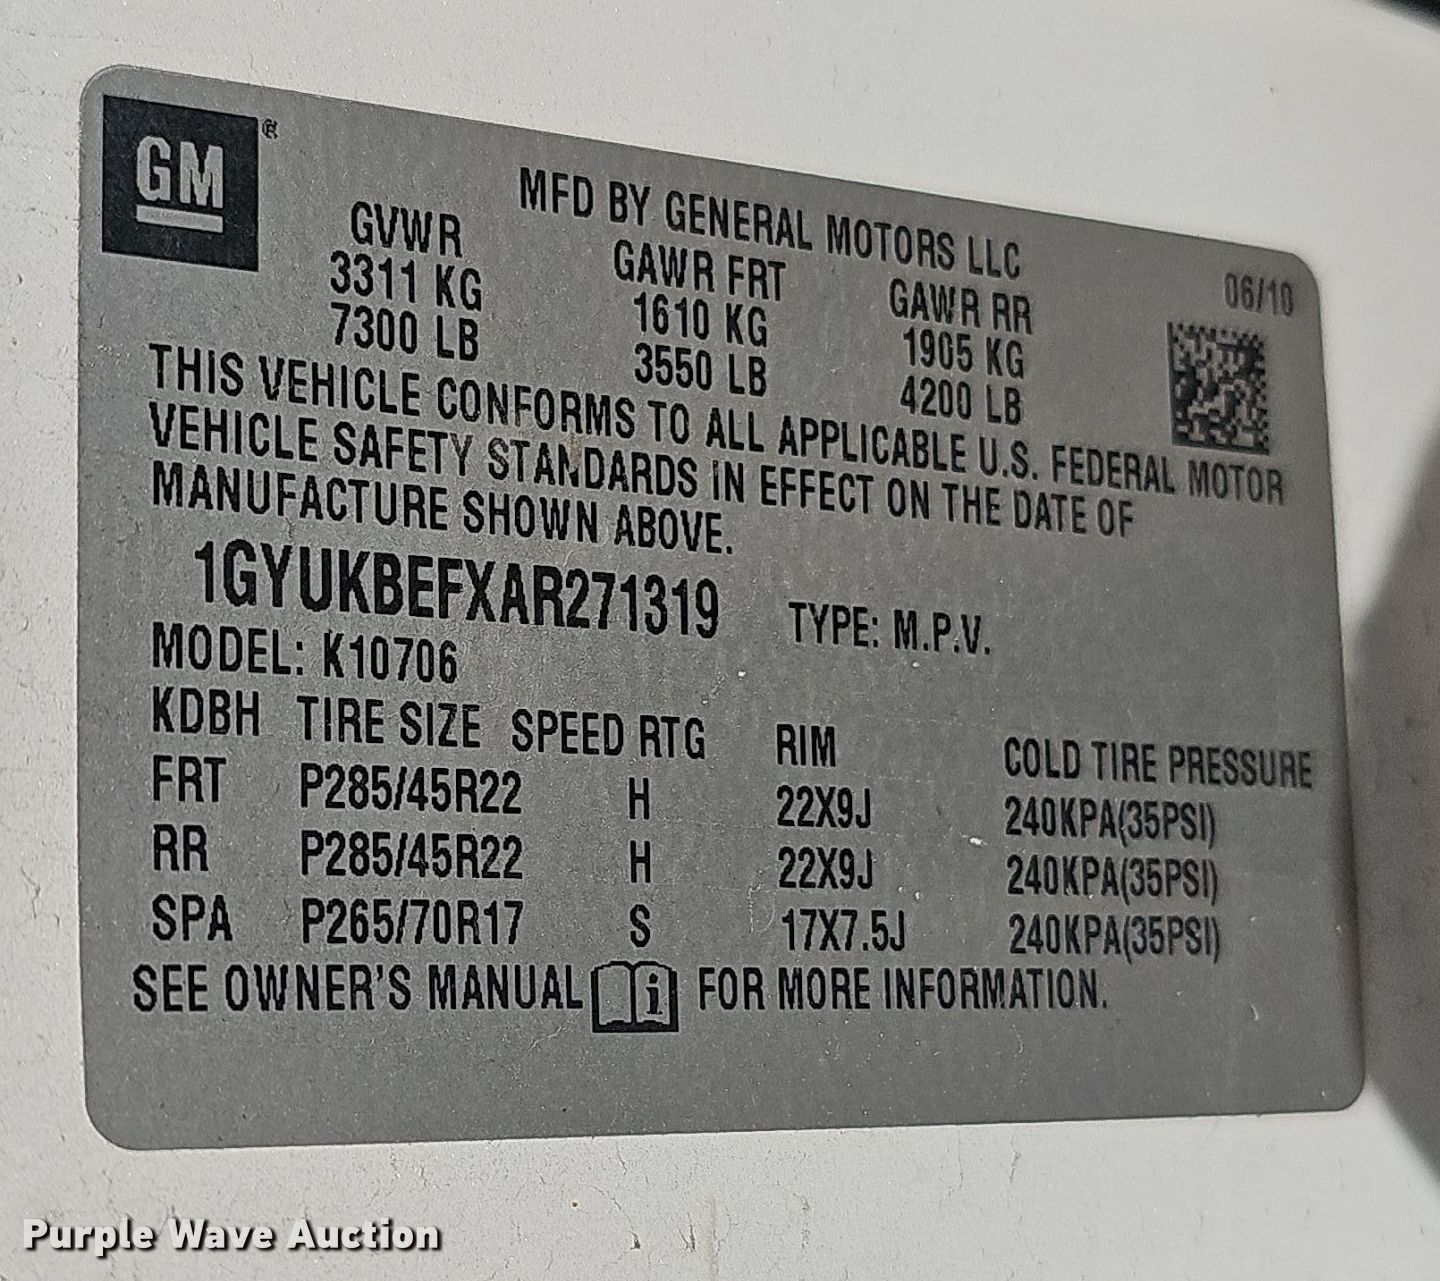 GM
®
MFD BY GENERAL MOTORS LLC
06/10
GVWR GAWR FRT GAWR RR
3311 KG 1610 KG 1905 KG
7300 LB 3550 LB 4200 LB
THIS VEHICLE CONFORMS TO ALL APPLICABLE U.S. FEDERAL MOTOR
VEHICLE SAFETY STANDARDS IN EFFECT ON THE DATE OF
MANUFACTURE SHOWN ABOVE.
1GYUKBEFXAR271319 TYPE: M.P.V.
MODEL: K10706
KDBH TIRE SIZE SPEED RTG RIM COLD TIRE PRESSURE
FRT P285/45R22 H 22X9J 240KPA(35PSI)
RR P285/45R22 H 22X9J 240KPA(35PSI)
SPA P265/70R17 S 17X7.5J 240KPA(35PSI)
SEE OWNER'S MANUAL i FOR MORE INFORMATION.
Purple Wave Auction